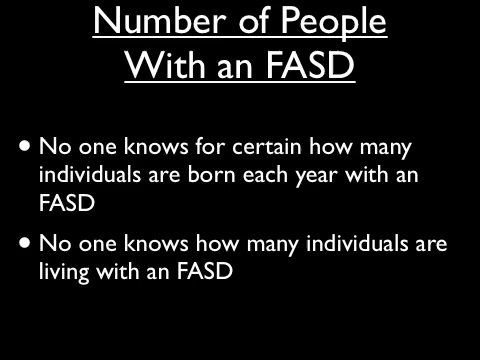 Number of People
With an FASD
• No one knows for certain how many
individuals are born each year with an
FASD
• No one knows how many individuals are
living with an FASD